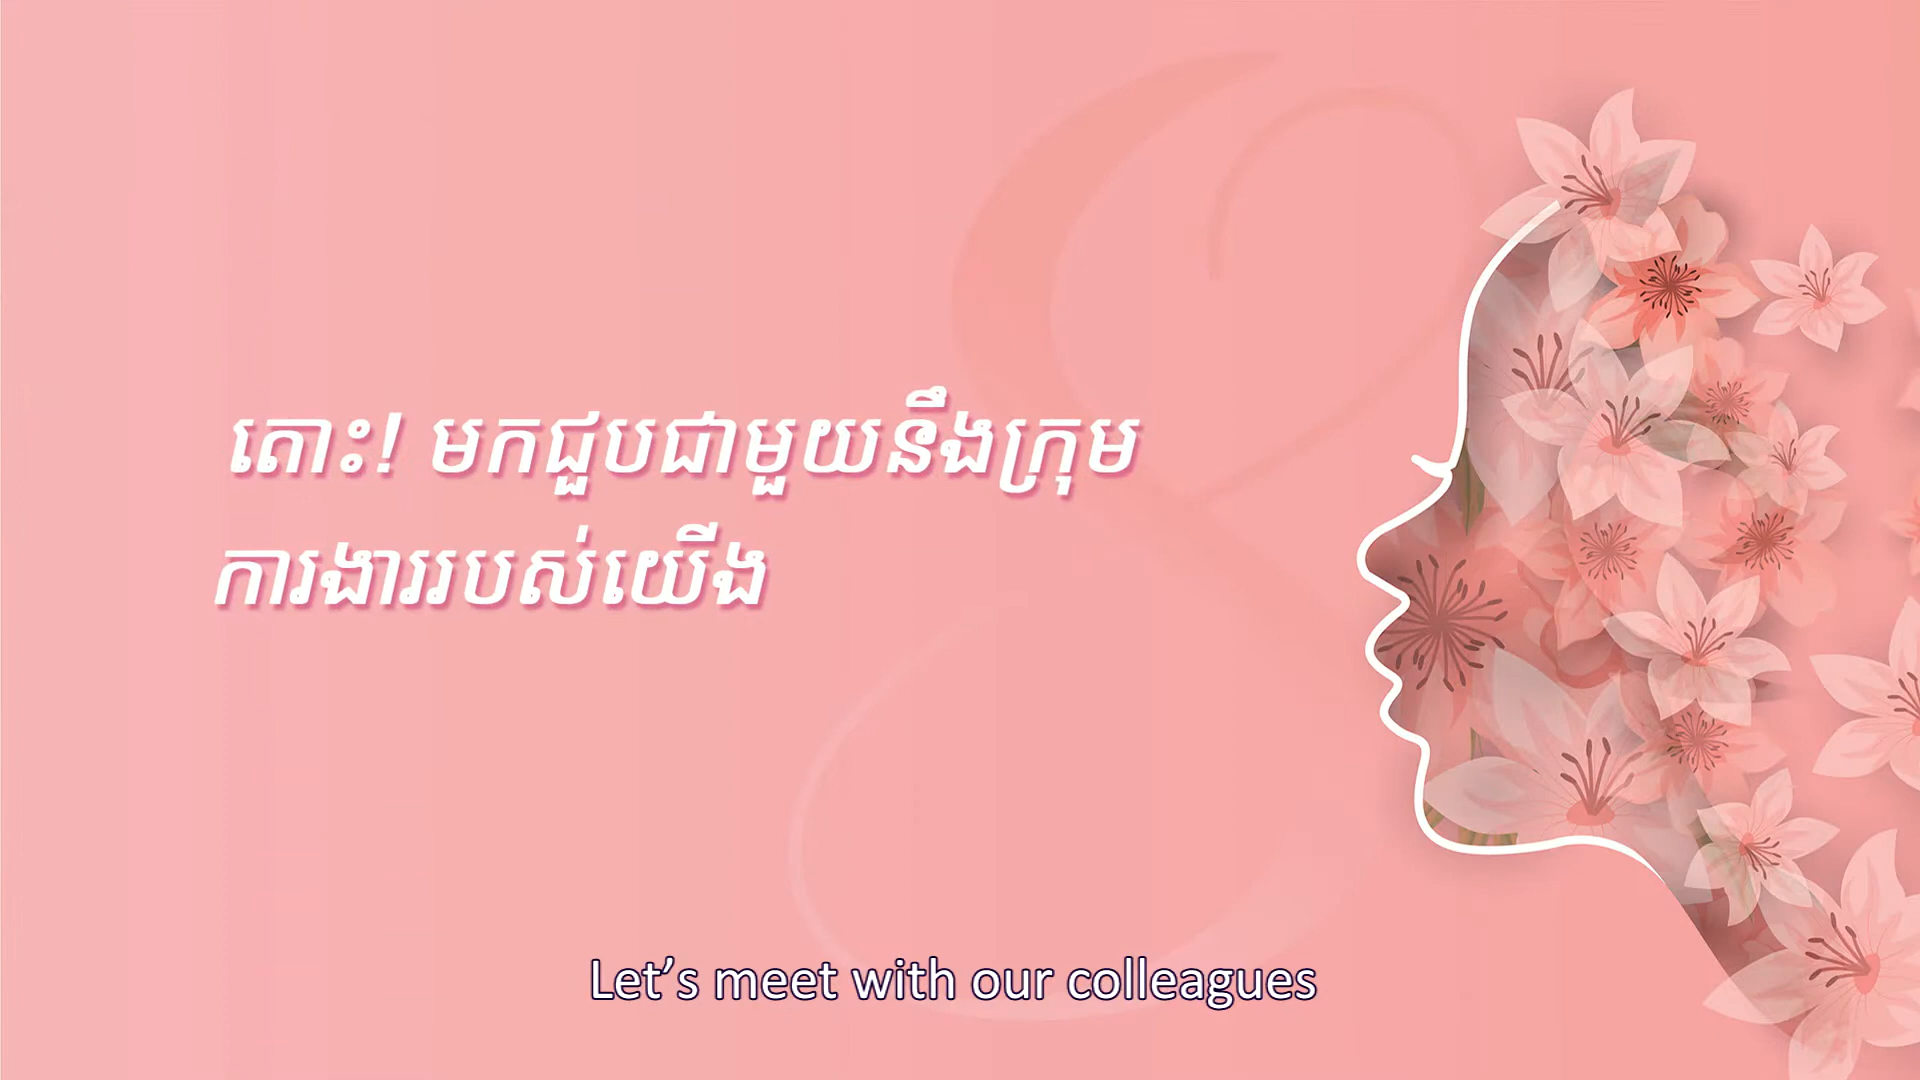 តោះ! មកជួបជាមួយនឹងក្រុម
ការងាររបស់យើង
Let’s meet with our colleagues